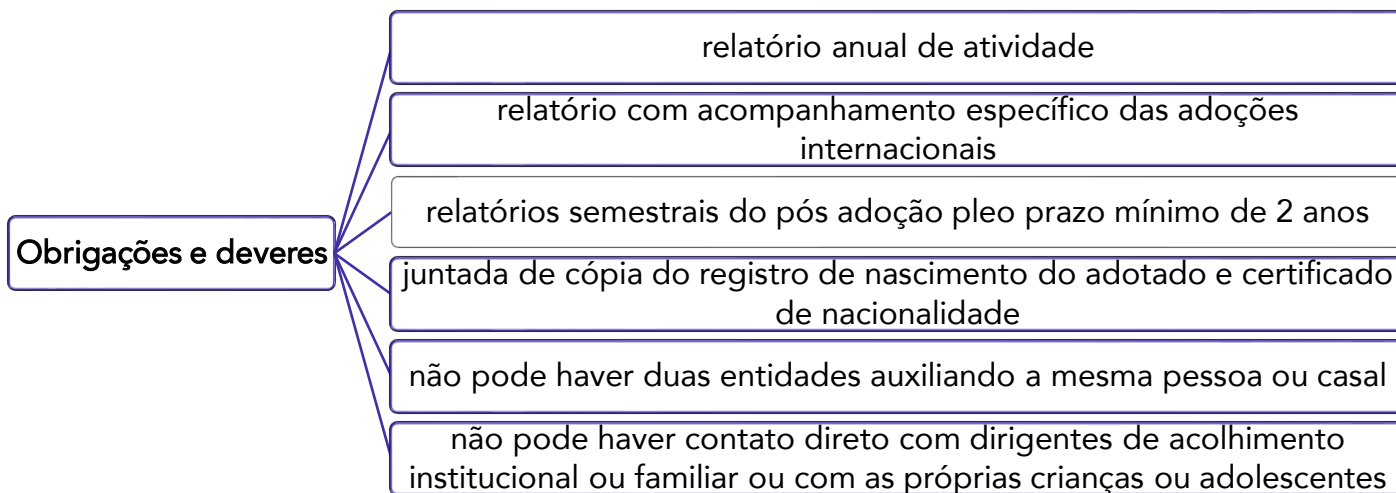 Obrigações e deveres
relatório anual de atividade
relatório com acompanhamento específico das adoções
internacionais
relatórios semestrais do pós adoção pleo prazo mínimo de 2 anos
juntada de cópia do registro de nascimento do adotado e certificado
de nacionalidade
não pode haver duas entidades auxiliando a mesma pessoa ou casal
não pode haver contato direto com dirigentes de acolhimento
institucional ou familiar ou com as próprias crianças ou adolescentes